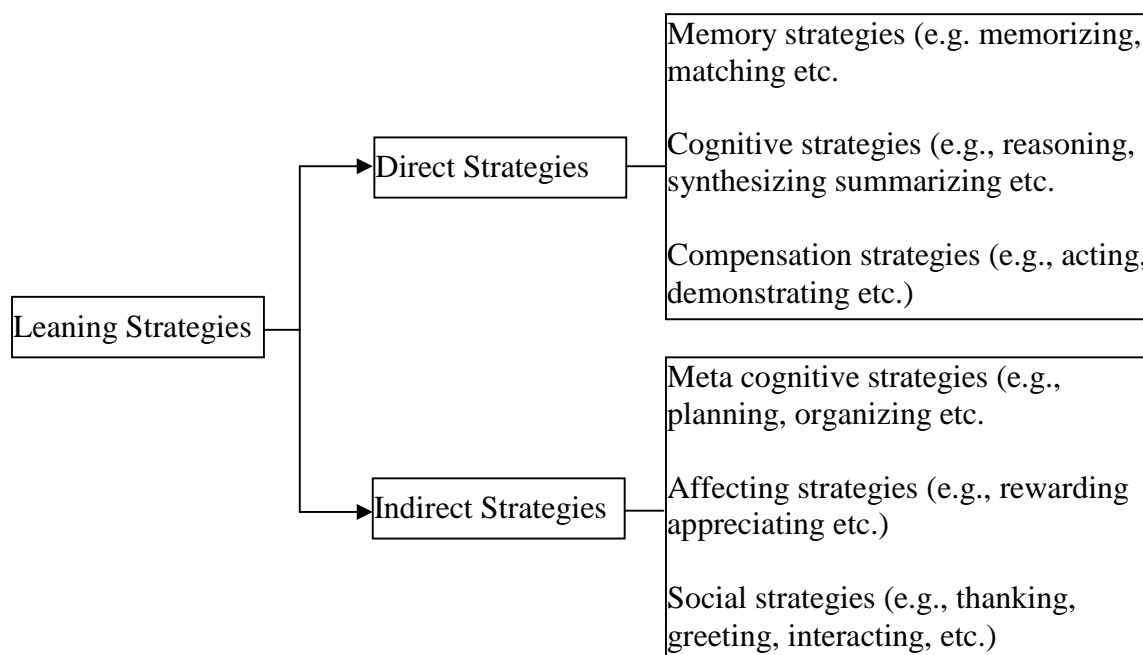 Memory strategies (e.g. memorizing,
matching etc.
Cognitive strategies (e.g., reasoning,
synthesizing summarizing etc.
Compensation strategies (e.g., acting,
demonstrating etc.)
Direct Strategies
Leaning Strategies
Meta cognitive strategies (e.g.,
planning, organizing etc.
Affecting strategies (e.g., rewarding
appreciating etc.)
Social strategies (e.g., thanking,
greeting, interacting, etc.)
Indirect Strategies